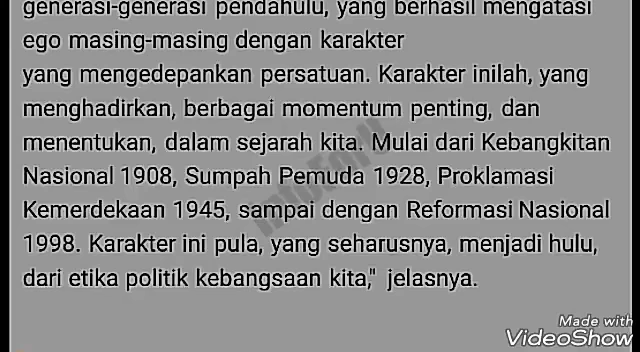 generasi-generasi pendahulu, yang berhasil mengatasi
ego masing-masing dengan karakter
yang mengedepankan persatuan. Karakter inilah, yang
menghadirkan, berbagai momentum penting, dan
menentukan, dalam sejarah kita. Mulai dari Kebangkitan
Nasional 1908, Sumpah Pemuda 1928, Proklamasi
Kemerdekaan 1945, sampai dengan Reformasi Nasional
1998. Karakter ini pula, yang seharusnya, menjadi hulu,
dari etika politik kebangsaan kita," jelasnya.
Made with
VideoShow